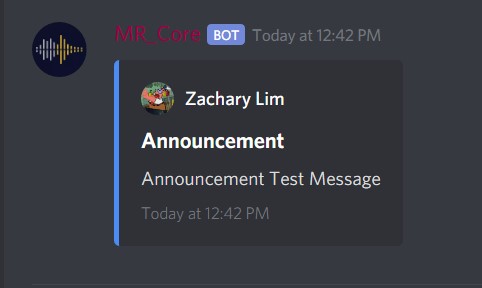 MR_Core BOT Today at 12:42 PM
Zachary Lim
Announcement
Announcement Test Message
Today at 12:42 PM